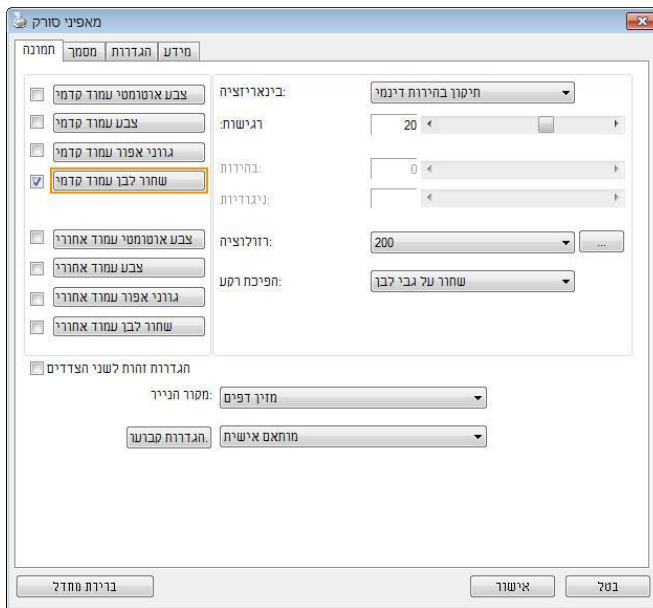 מאפיני סורק
תמונה
מסמך
הגדרות
מידע
צבע אוטומטי עמוד קדמי
צבע עמוד קדמי
גווני אפור עמוד קדמי
שחור לבן עמוד קדמי
צבע אוטומטי עמוד אחורי
צבע עמוד אחורי
גווני אפור עמוד אחורי
שחור לבן עמוד אחורי
בינאריזציה:
תיקון בהירות דינמי
רגישות:
20
בהירות:
0
ניגודיות:
רזולוציה:
200
...
הפיכת רקע:
שחור על גבי לבן
הגדרות זהות לשני הצדדים
מקור הנייר:
מזין דפים
הגדרות קבועו.
מותאם אישית
ברירת מחדל
אישור
בטל